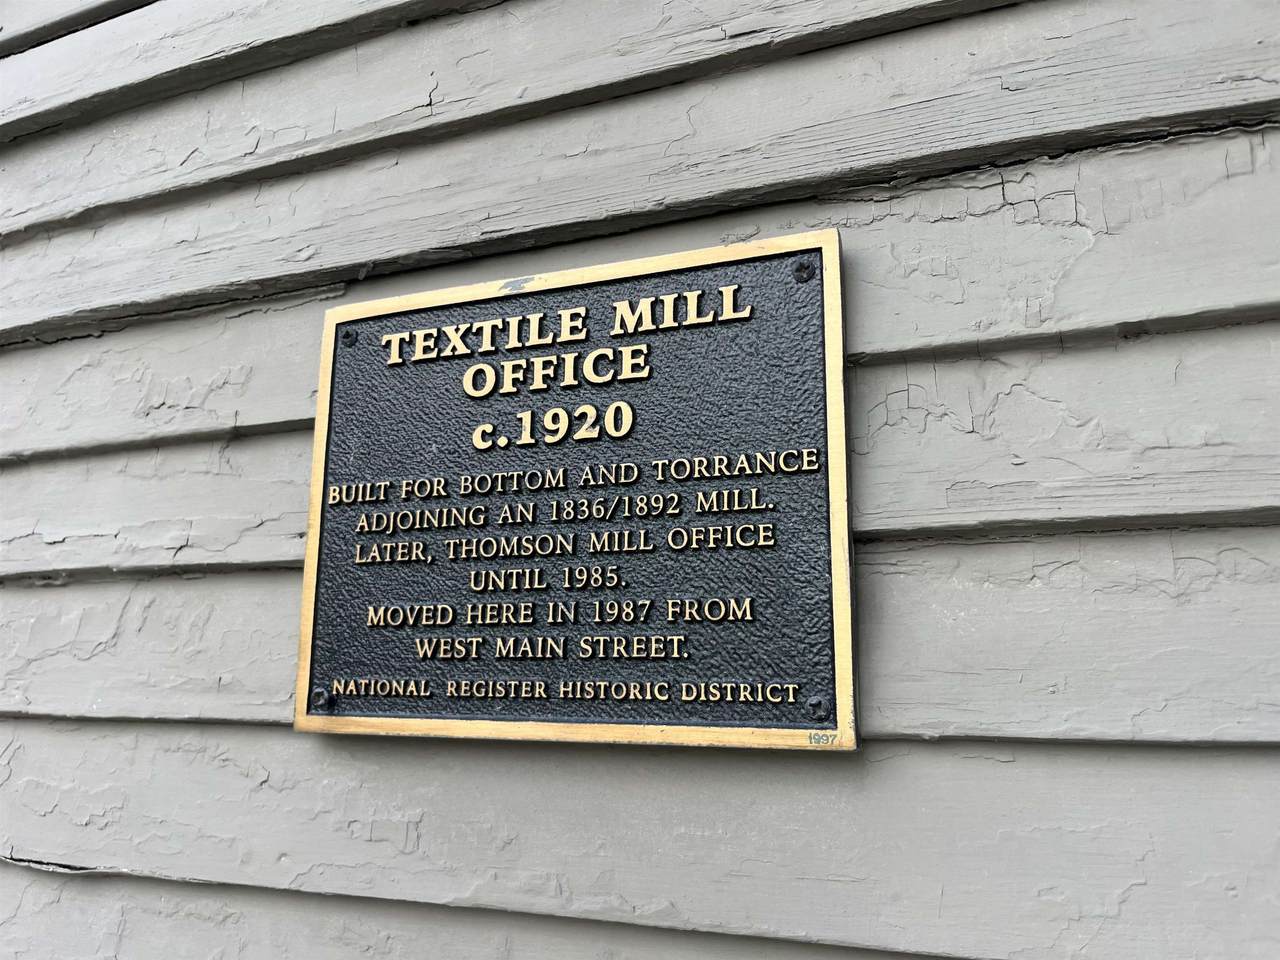 TEXTILE MILL
OFFICE
c.1920
BUILT FOR BOTTOM AND TORRANCE
ADJOINING AN 1836/1892 MILL.
LATER, THOMSON MILL OFFICE
UNTIL 1985.
MOVED HERE IN 1987 FROM
WEST MAIN STREET.
NATIONAL REGISTER HISTORIC DISTRICT
1997